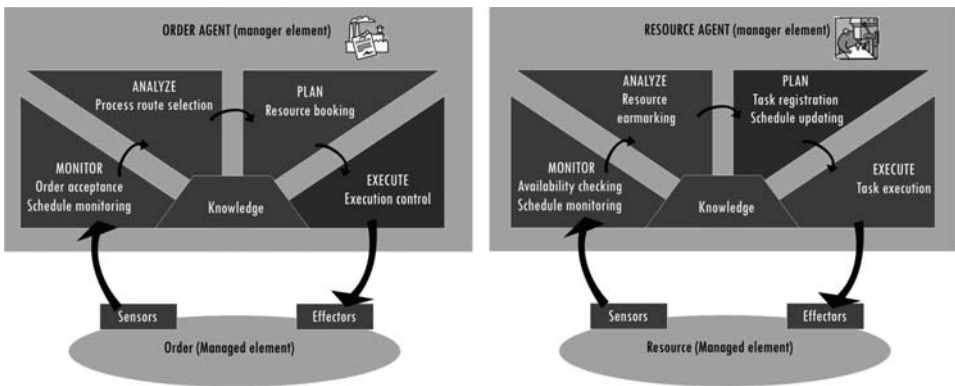 ORDER AGENT (manager element)
ANALYZE
Process route selection
PLAN
Resource booking
MONITOR
Order acceptance
Schedule monitoring
EXECUTE
Execution control
Knowledge
Sensors
Effectors
Order (Managed element)
RESOURCE AGENT (manager element)
ANALYZE
Resource
earmarking
PLAN
Task registration
Schedule updating
MONITOR
Availability checking
Schedule monitoring
EXECUTE
Task execution
Knowledge
Sensors
Effectors
Resource (Managed element)